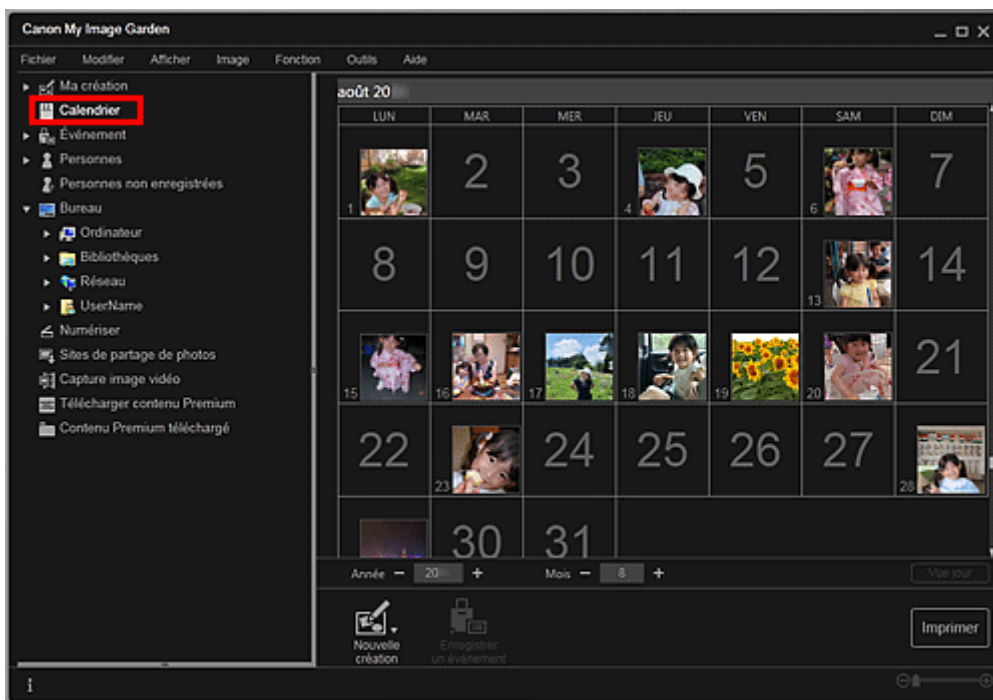 Canon My Image Garden
Fichier Modifier Afficher Image Fonction Outils Aide
Ma création
Calendrier
Événement
Personnes
Personnes non enregistrées
Bureau
Ordinateur
Bibliothèques
Réseau
UserName
Numériser
Sites de partage de photos
Capture image vidéo
Télécharger contenu Premium
Contenu Premium téléchargé
août 20
LUN MAR MER JEU VEN SAM DIM
1 2 3 4 5 6 7
8 9 10 11 12 13 14
15 16 17 18 19 20 21
22 23 24 25 26 27 28
30 31
Année − 20 + Mois − 8 + Vue jour
Nouvelle création
Enregistrer un événement
Imprimer